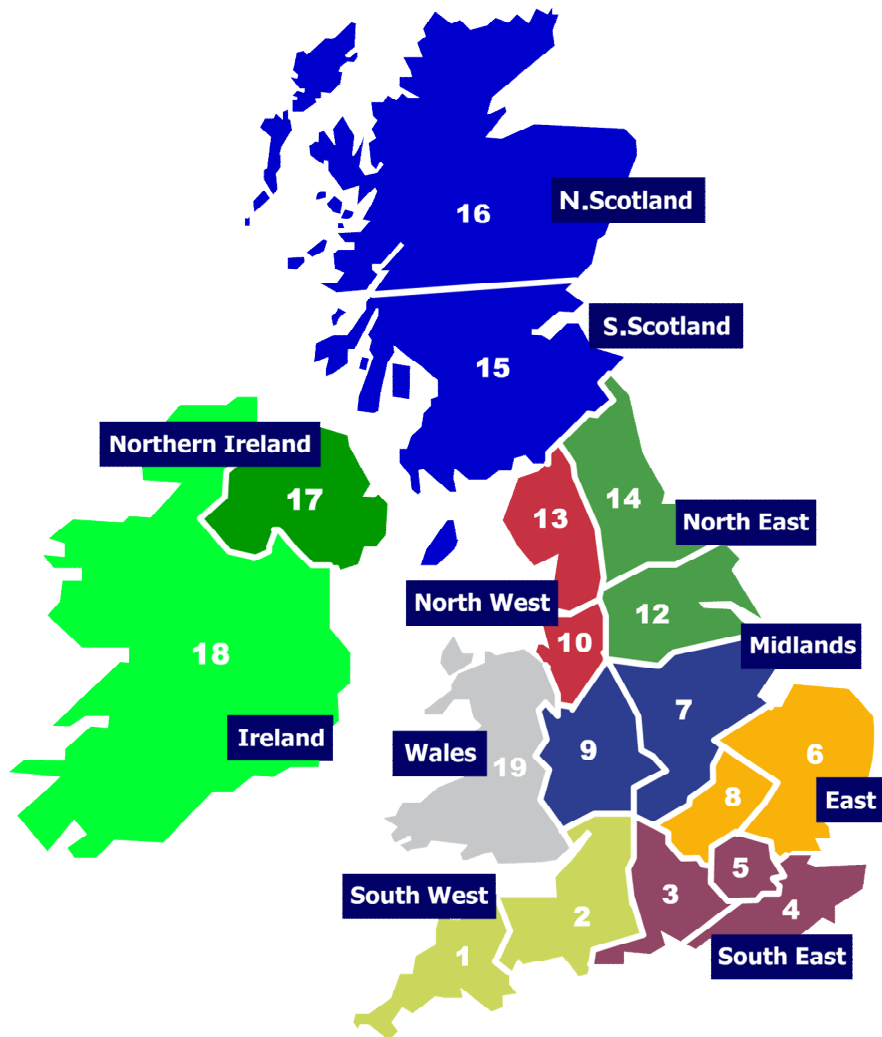 16
N.Scotland
S.Scotland
15
Northern Ireland
17
13
14
North East
North West
12
10
Midlands
18
7
Ireland
Wales
19
9
6
8
East
5
South West
3
2
4
1
South East